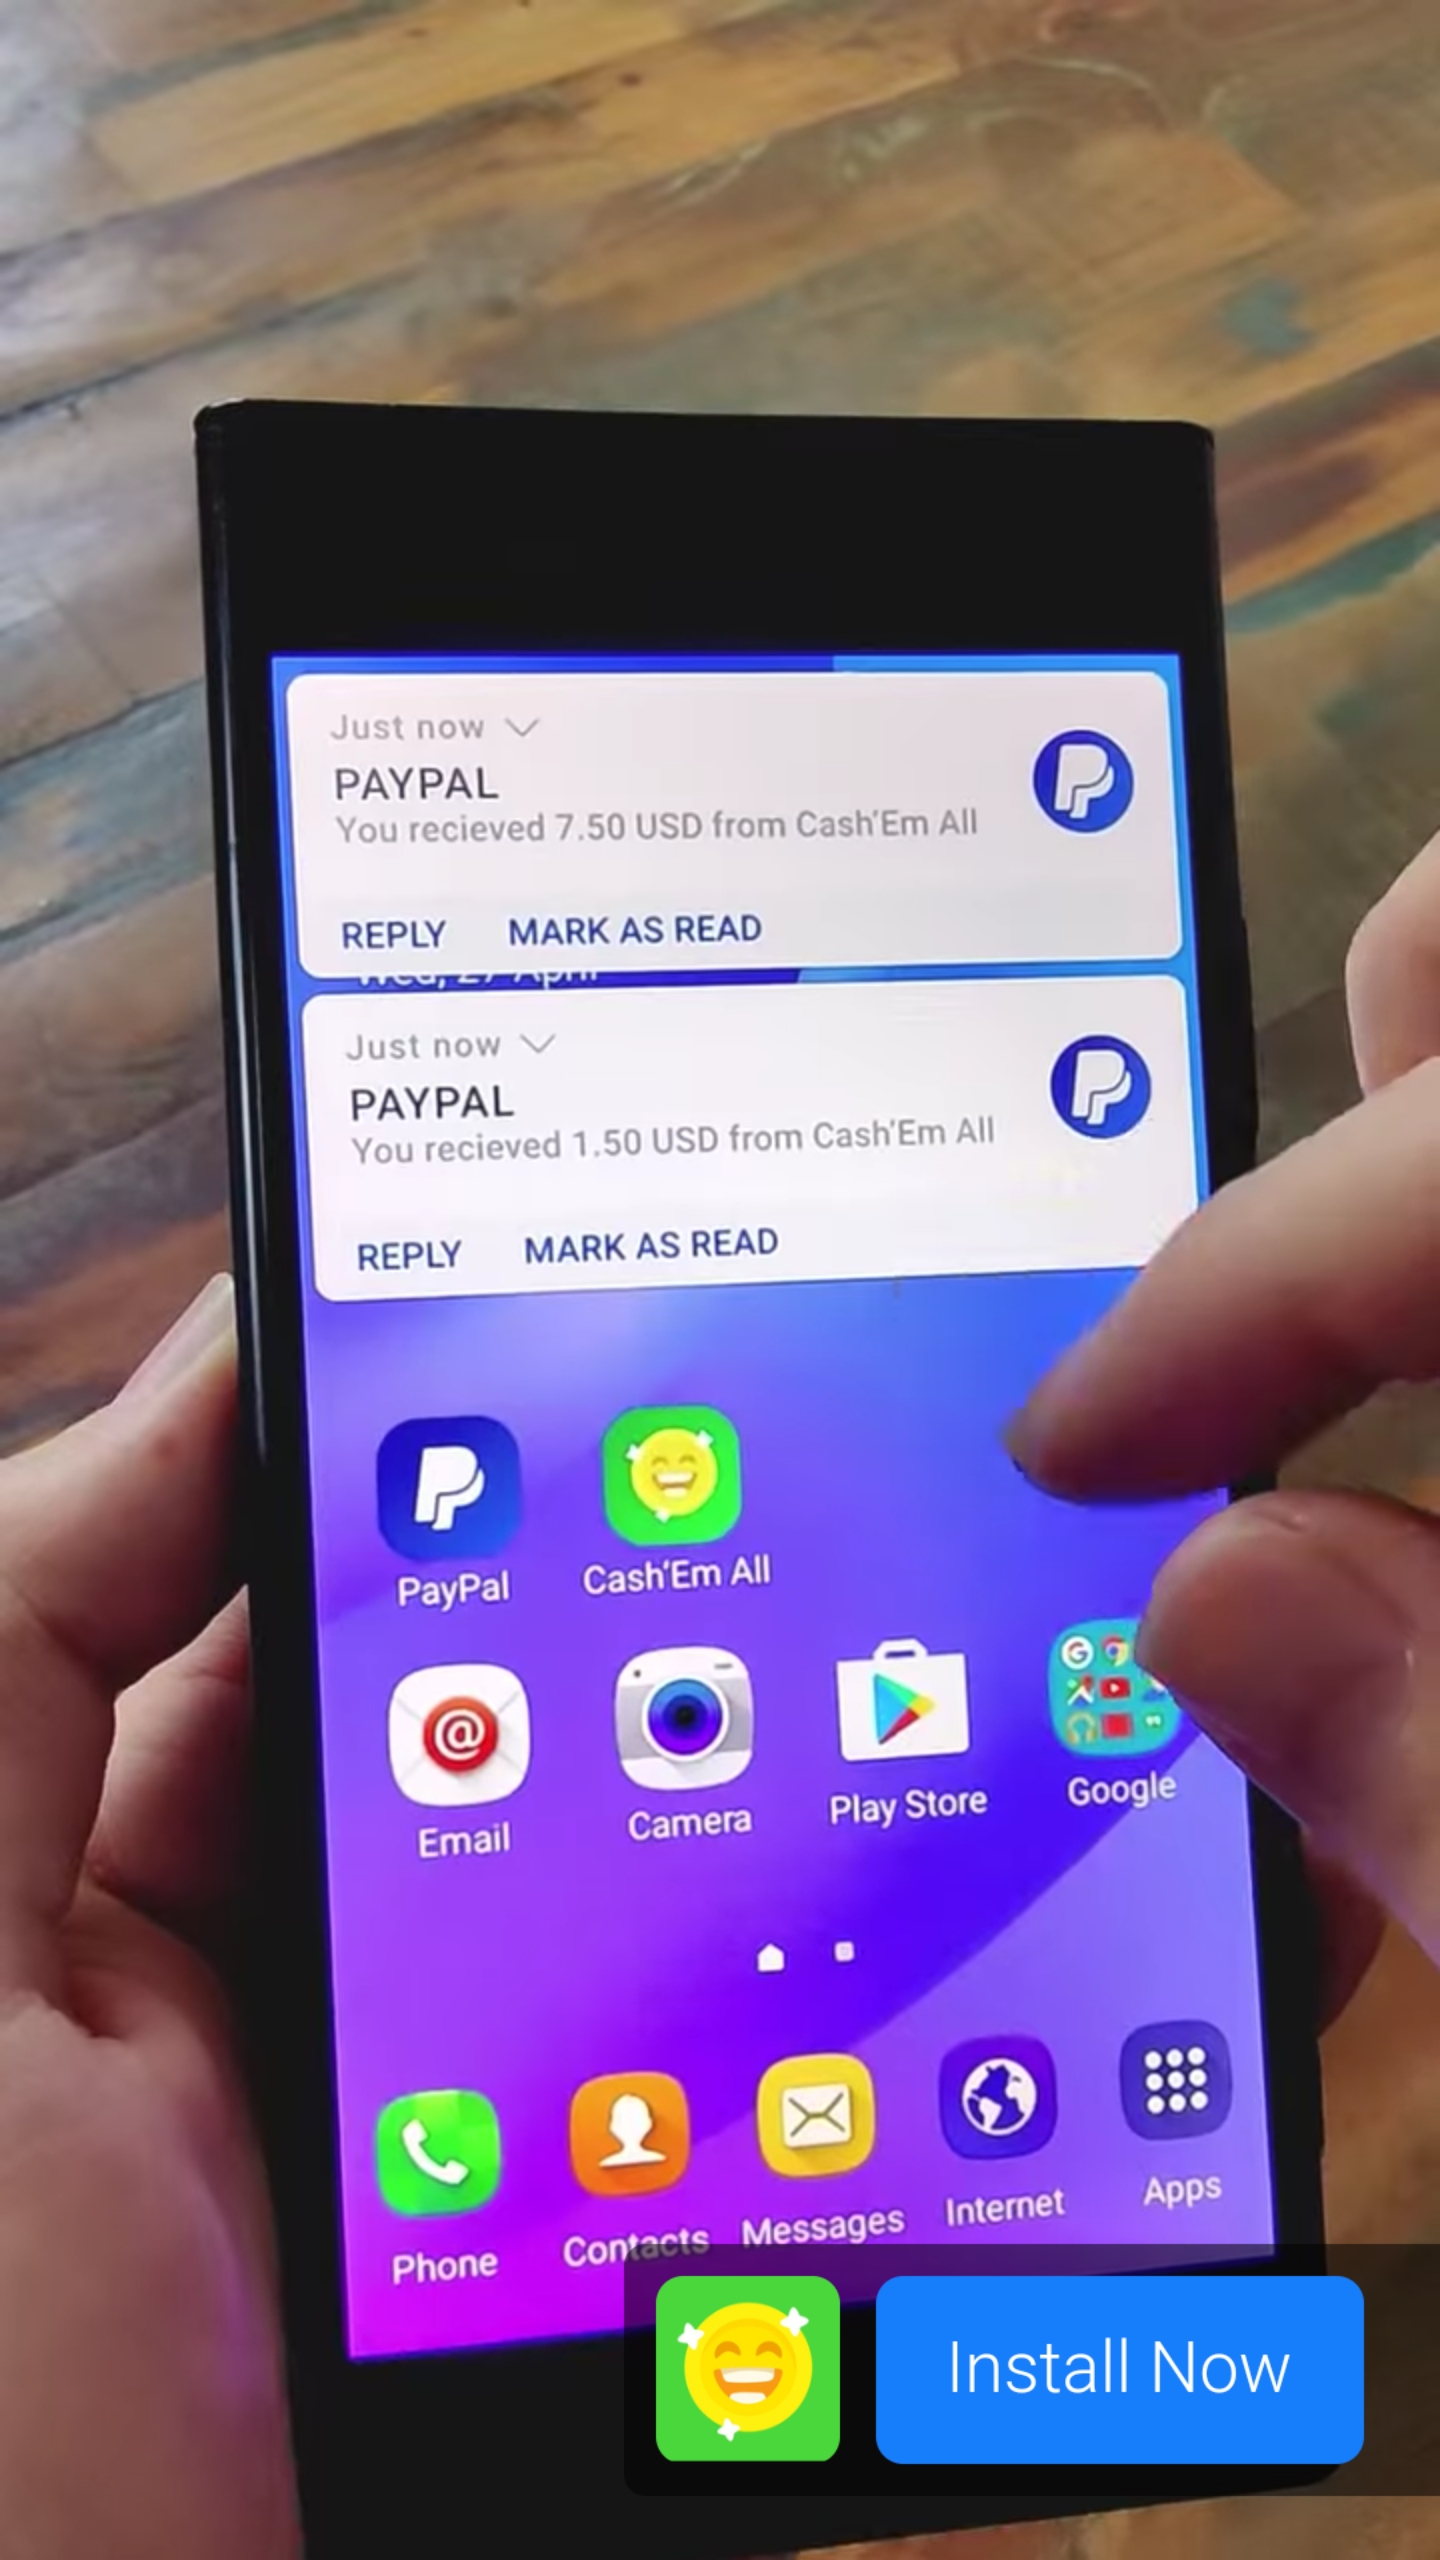 Just now
PAYPAL
You recieved 7.50 USD from Cash'Em All
REPLY MARK AS READ
Wed, 27 April
Just now
PAYPAL
You recieved 1.50 USD from Cash'Em All
REPLY MARK AS READ
PayPal Cash'Em All
Email Camera Play Store Google
Phone Contacts Messages Internet Apps
Install Now